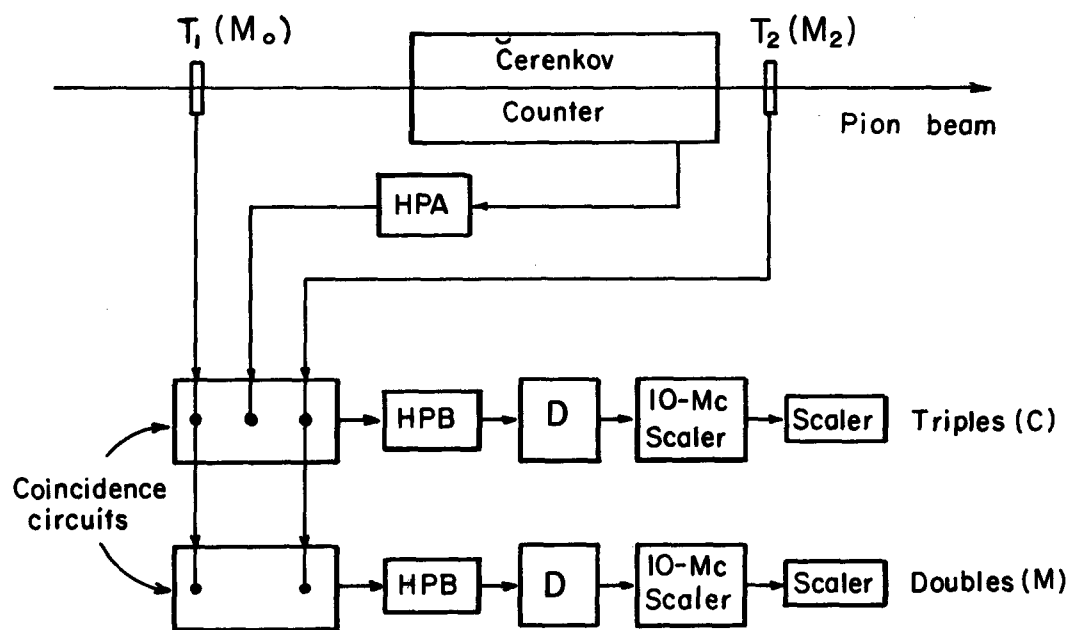 T₁ (M₀)
T₂ (M₂)
Čerenkov
Counter
Pion beam
HPA
HPB
D
10-Mc
Scaler
Scaler
Triples (C)
Coincidence
circuits
HPB
D
10-Mc
Scaler
Scaler
Doubles (M)